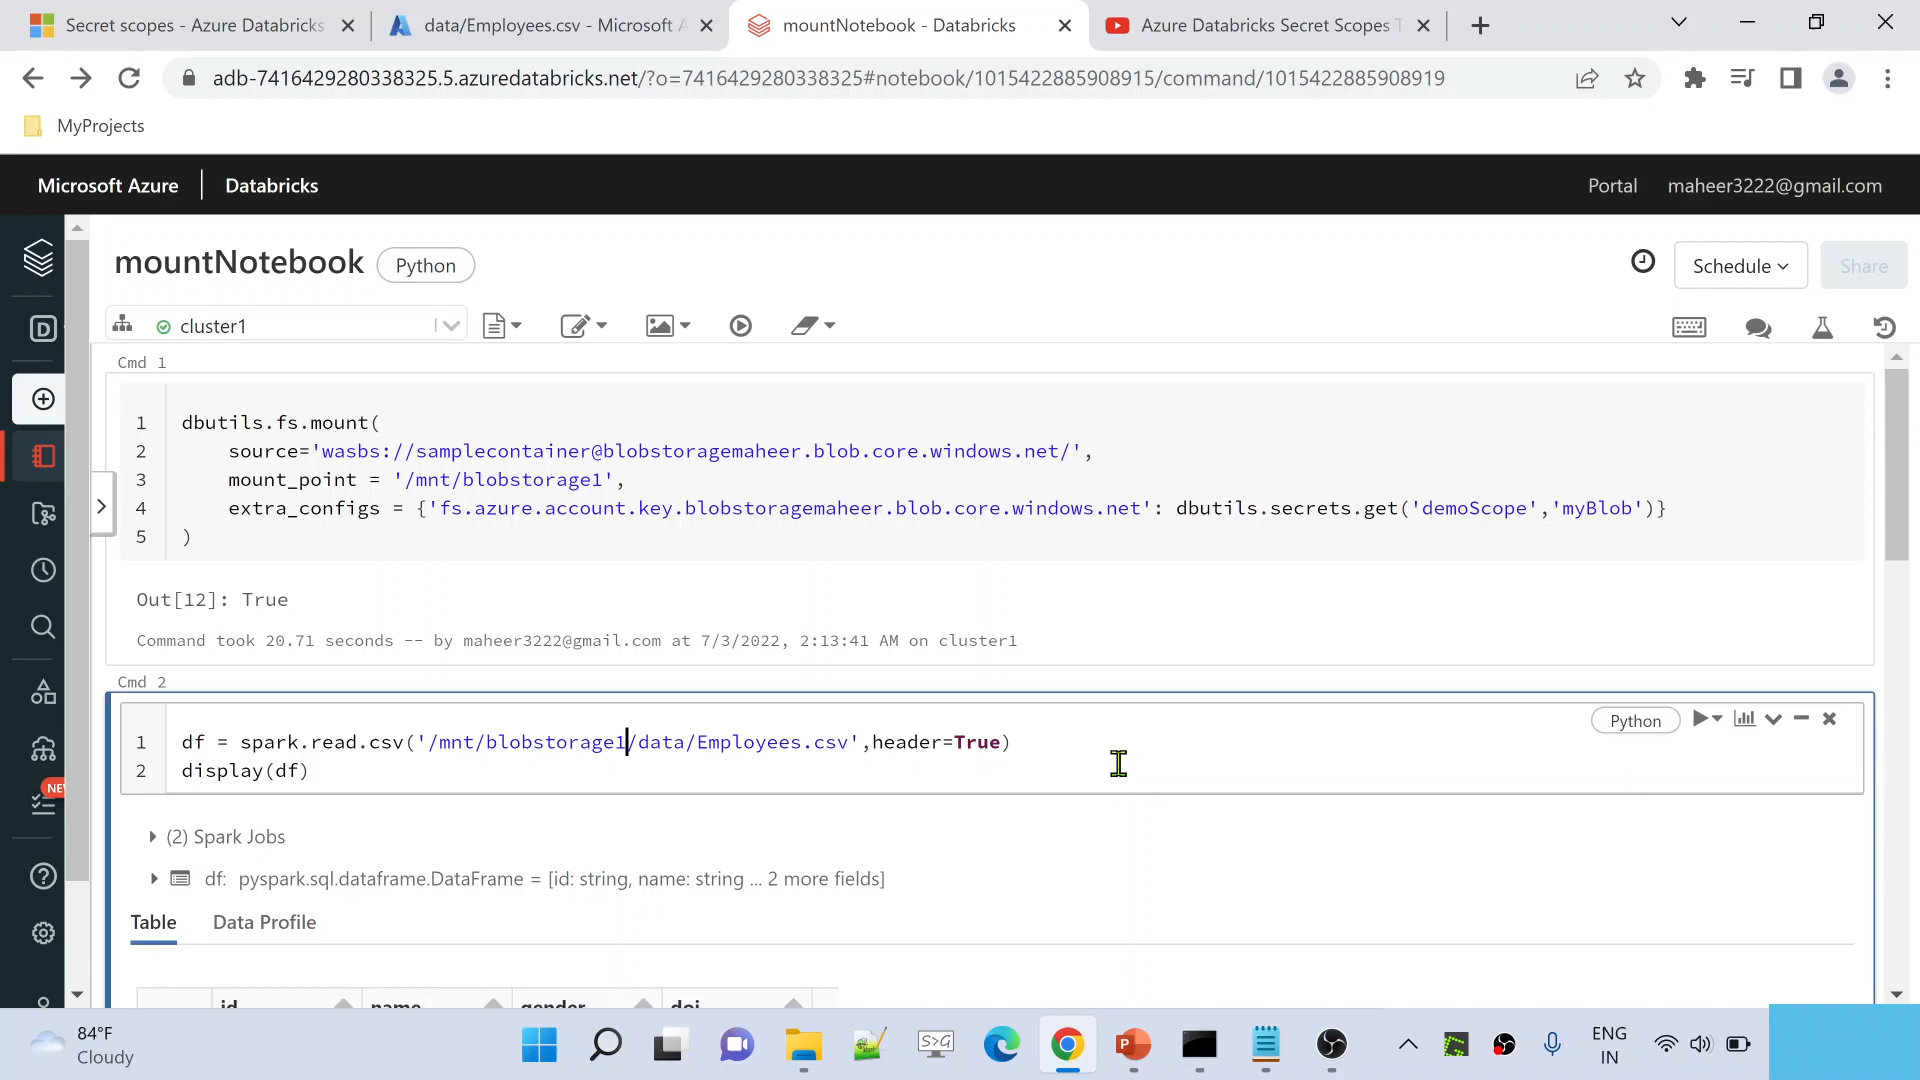 Secret scopes - Azure Databricks
data/Employees.csv - Microsoft A
mountNotebook - Databricks
Azure Databricks Secret Scopes T
adb-7416429280338325.5.azuredatabricks.net/?o=7416429280338325#notebook/1015422885908915/command/1015422885908919
MyProjects
Microsoft Azure Databricks
Portal maheer3222@gmail.com
mountNotebook Python
Schedule Share
cluster1
Cmd 1
1 dbutils.fs.mount(
2 source='wasbs://samplecontainer@blobstoragemaheer.blob.core.windows.net/',
3 mount_point = '/mnt/blobstorage1',
4 extra_configs = {'fs.azure.account.key.blobstoragemaheer.blob.core.windows.net': dbutils.secrets.get('demoScope','myBlob')}
5 )
Out[12]: True
Command took 20.71 seconds -- by maheer3222@gmail.com at 7/3/2022, 2:13:41 AM on cluster1
Cmd 2
Python
1 df = spark.read.csv('/mnt/blobstorage1/data/Employees.csv',header=True)
2 display(df)
(2) Spark Jobs
df: pyspark.sql.dataframe.DataFrame = [id: string, name: string ... 2 more fields]
Table Data Profile
id name gender doj
D
NEW
84°F
Cloudy
S>G
P
ENG
IN